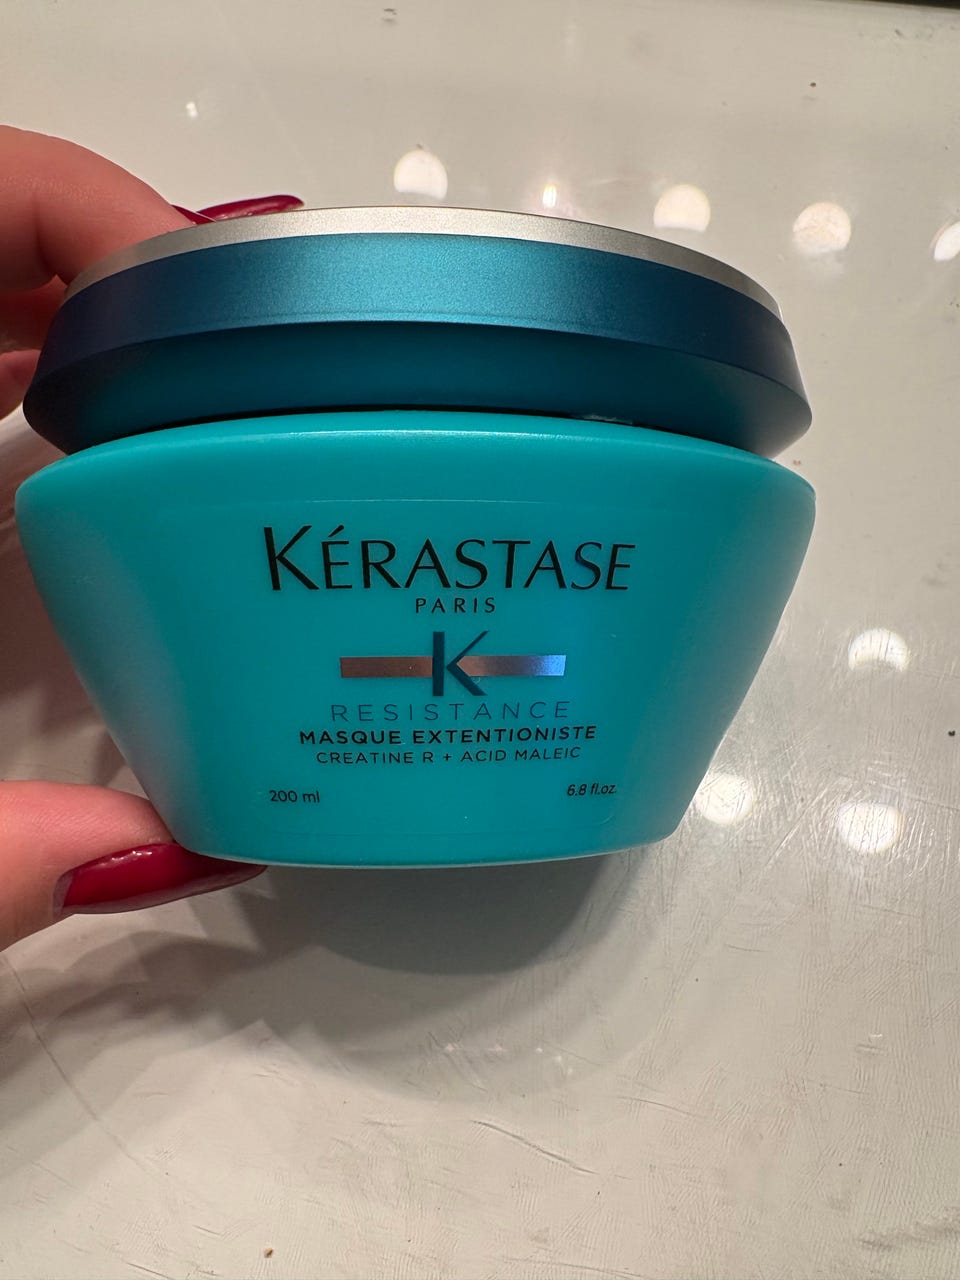 KÉRASTASE
PARIS
K
RESISTANCE
MASQUE EXTENTIONISTE
CREATINE R + ACID MALEIC
200 ml 6.8 fl.oz.